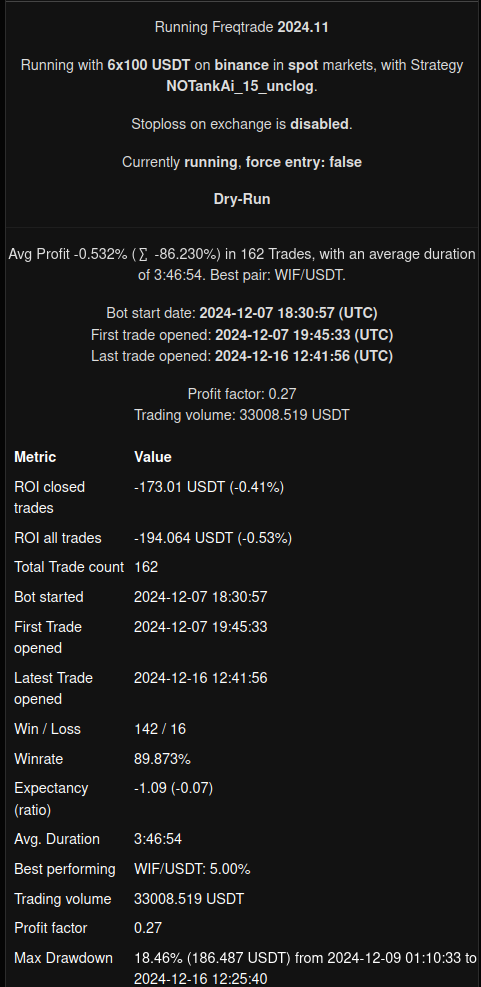 Running Freqtrade 2024.11
Running with 6x100 USDT on binance in spot markets, with Strategy
NOTankAi_15_unclog.
Stoploss on exchange is disabled.
Currently running, force entry: false
Dry-Run
Avg Profit -0.532% (∑ -86.230%) in 162 Trades, with an average duration
of 3:46:54. Best pair: WIF/USDT.
Bot start date: 2024-12-07 18:30:57 (UTC)
First trade opened: 2024-12-07 19:45:33 (UTC)
Last trade opened: 2024-12-16 12:41:56 (UTC)
Profit factor: 0.27
Trading volume: 33008.519 USDT
Metric Value
ROI closed -173.01 USDT (-0.41%)
trades
ROI all trades -194.064 USDT (-0.53%)
Total Trade count 162
Bot started 2024-12-07 18:30:57
First Trade 2024-12-07 19:45:33
opened
Latest Trade 2024-12-16 12:41:56
opened
Win / Loss 142 / 16
Winrate 89.873%
Expectancy -1.09 (-0.07)
(ratio)
Avg. Duration 3:46:54
Best performing WIF/USDT: 5.00%
Trading volume 33008.519 USDT
Profit factor 0.27
Max Drawdown 18.46% (186.487 USDT) from 2024-12-09 01:10:33 to
2024-12-16 12:25:40